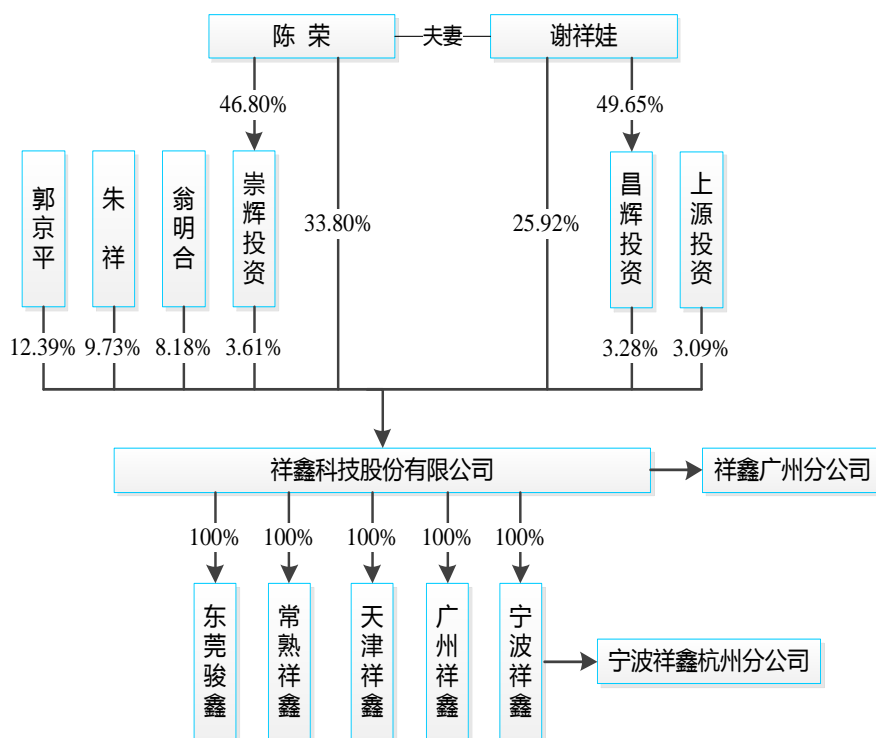 陈 荣
夫妻
谢祥娃
46.80%
49.65%
郭京平
朱 祥
翁明合
崇辉投资
33.80%
25.92%
昌辉投资
上源投资
12.39%
9.73%
8.18%
3.61%
3.28%
3.09%
祥鑫科技股份有限公司
祥鑫广州分公司
100%
100%
100%
100%
100%
东莞骏鑫
常熟祥鑫
天津祥鑫
广州祥鑫
宁波祥鑫
宁波祥鑫杭州分公司